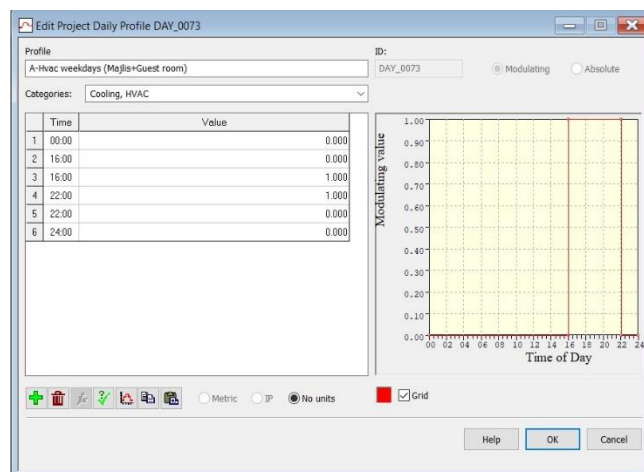 Edit Project Daily Profile DAY_0073
Profile
ID:
A-Hvac weekdays (Majlis+Guest room)
DAY_0073
Modulating
Absolute
Categories:
Cooling, HVAC
Time Value
1 00:00 0.000
2 16:00 0.000
3 16:00 1.000
4 22:00 1.000
5 22:00 0.000
6 24:00 0.000
Modulating value
1.00
0.90
0.80
0.70
0.60
0.50
0.40
0.30
0.20
0.10
0.00
00 02 04 06 08 10 12 14 16 18 20 22 24
Time of Day
fx
Metric
IP
No units
Grid
Help
OK
Cancel